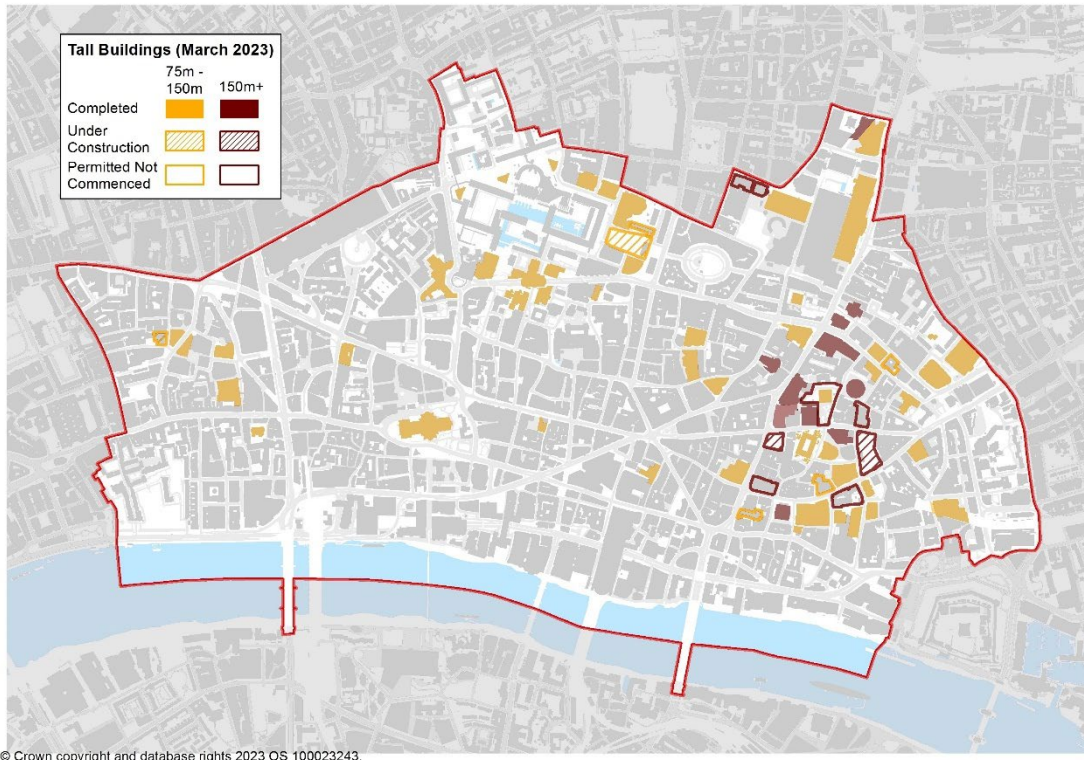 Tall Buildings (March 2023)
75m -
150m
150m+
Completed
Under
Construction
Permitted Not
Commenced
© Crown copyright and database rights 2023 OS 100023243.